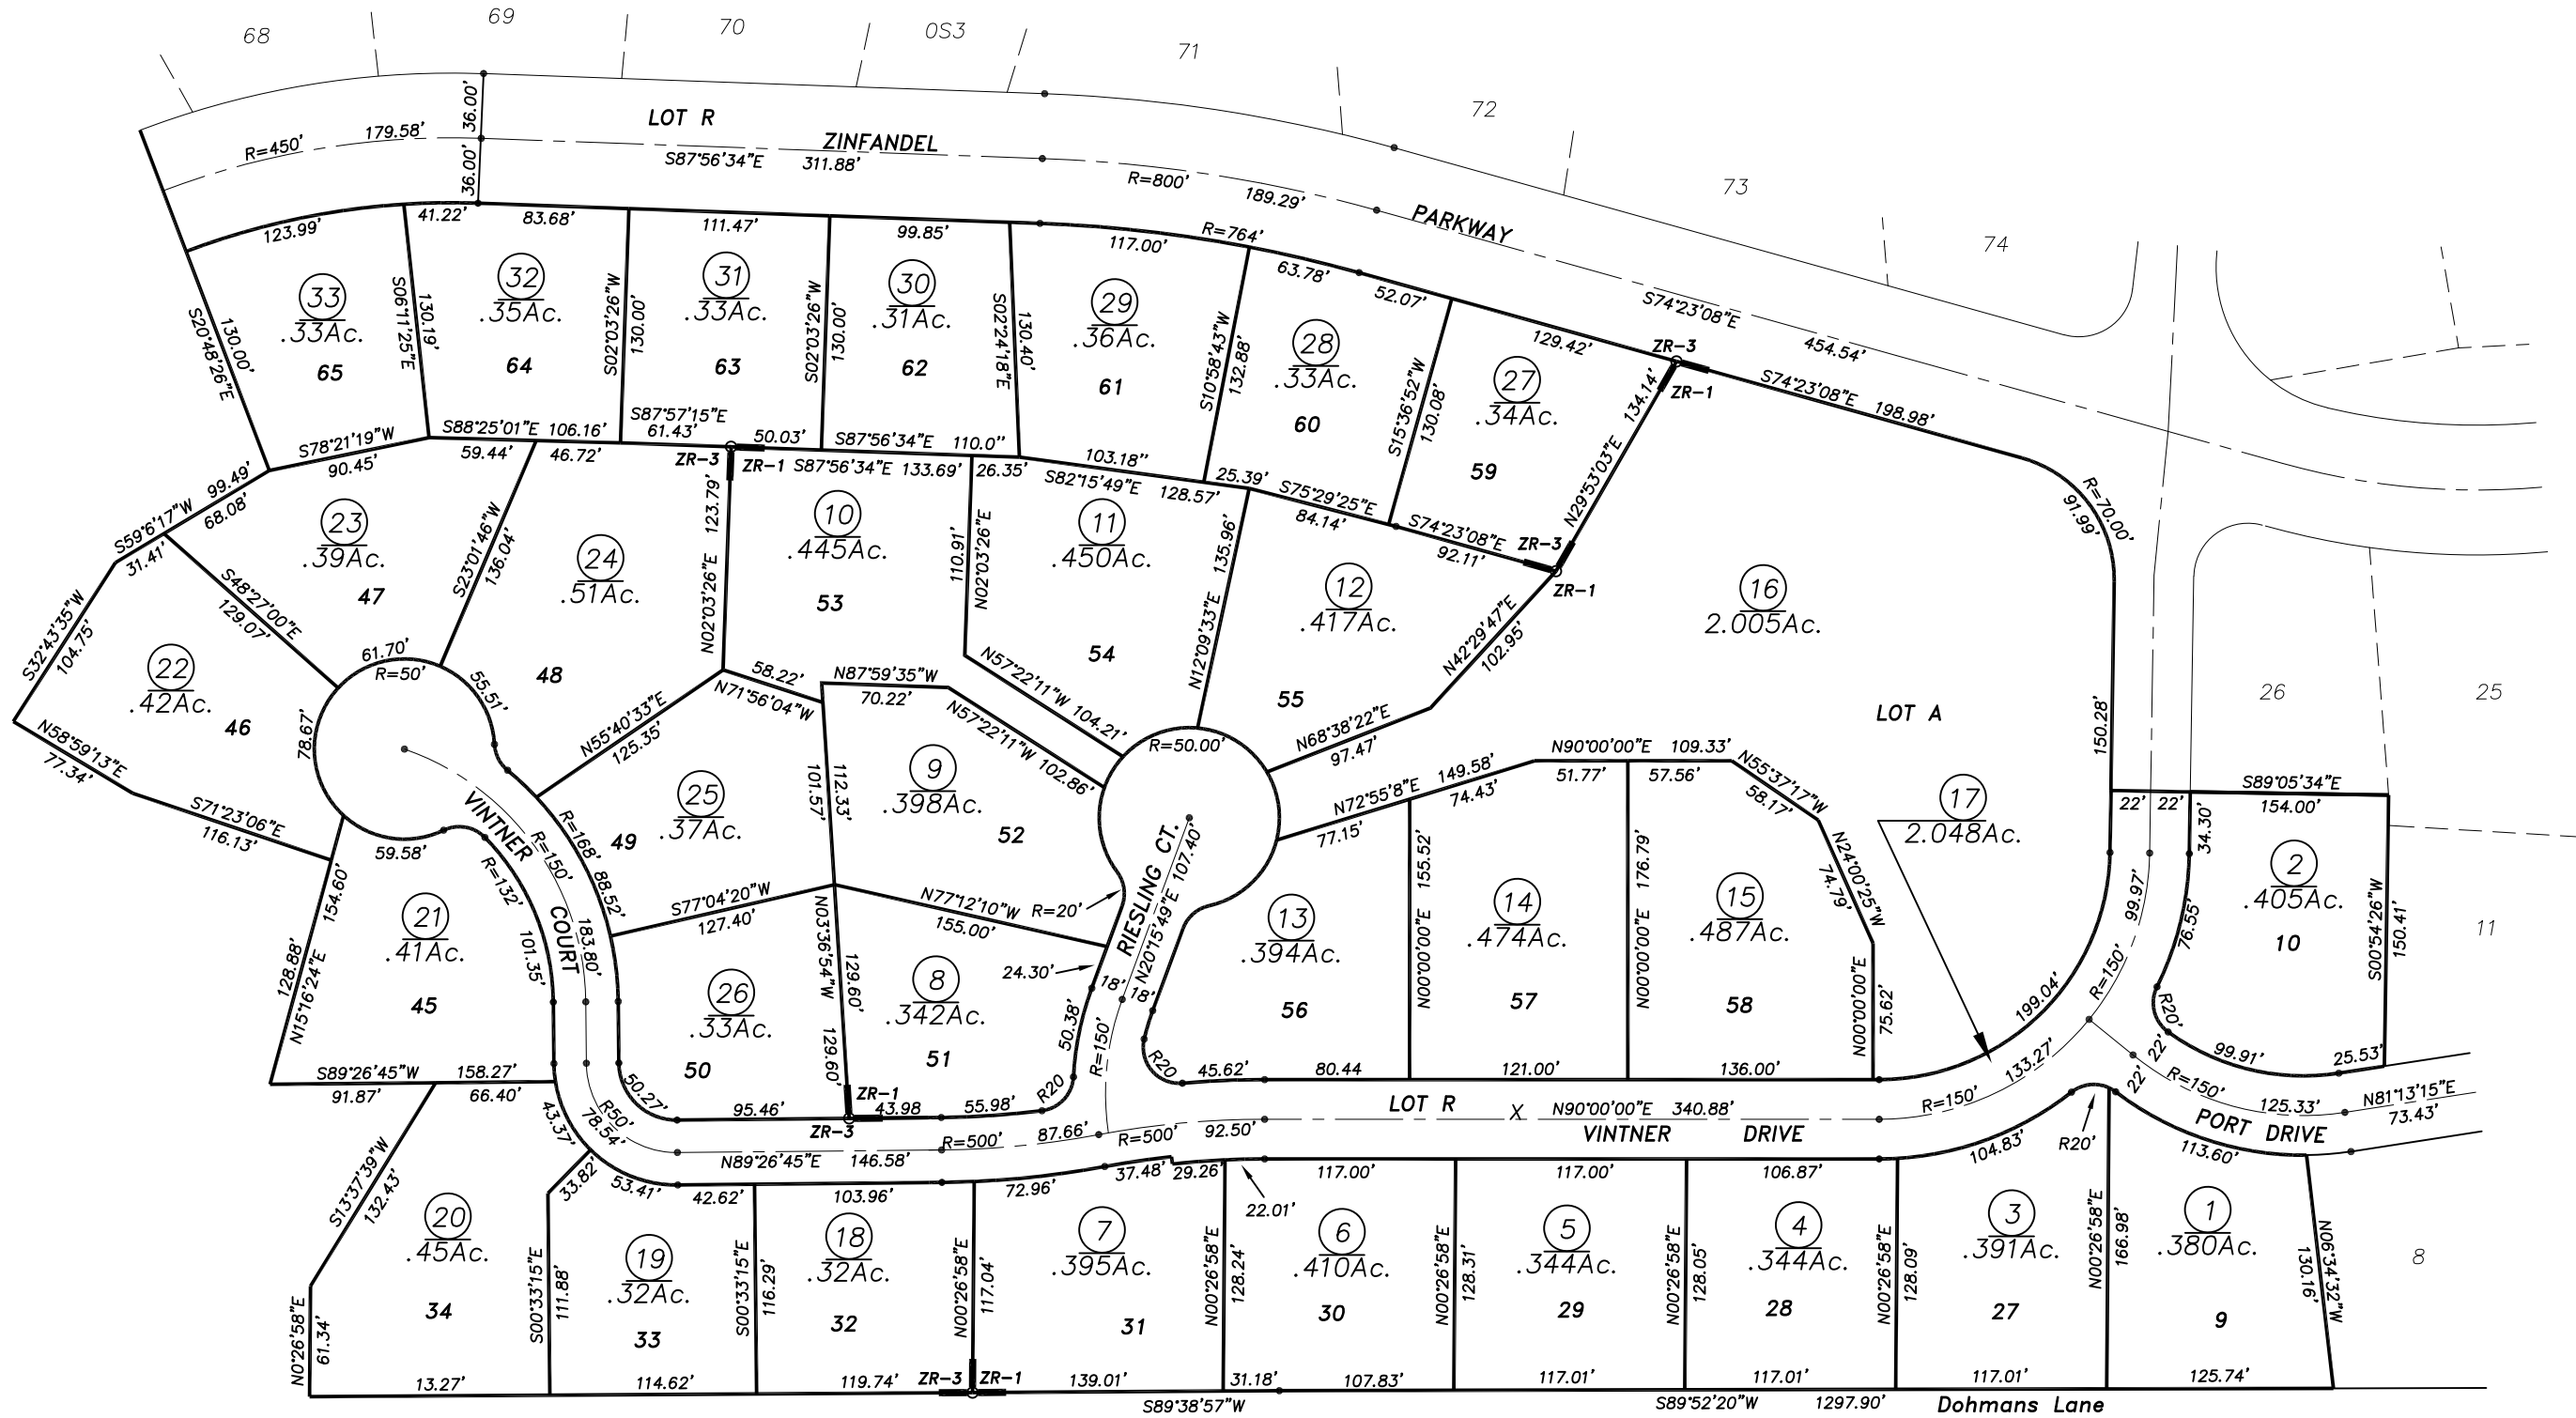 68
69
70
0S3
71
72
73
74
36.00'
36.00'
LOT R
ZINFANDEL
PARKWAY
R=450'
179.58'
S87°56'34"E 311.88'
R=800'
189.29'
S74°23'08"E
454.54'
R=764'
123.99'
41.22'
83.68'
111.47'
99.85'
117.00'
63.78'
52.07'
129.42'
ZR-3
ZR-1
S74°23'08"E 198.98'
R=70.00'
91.99'
S20°48'26"E
130.00'
33
.33Ac.
65
S06°11'25"E
130.19'
32
.35Ac.
64
S02°03'26"W
130.00'
31
.33Ac.
63
S02°03'26"W
130.00'
30
.31Ac.
62
S02°24'18"E
130.40'
29
.36Ac.
61
S10°58'43"W
132.88'
28
.33Ac.
60
S15°36'52"W
130.08'
27
.34Ac.
59
N29°53'03"E
134.14'
S78°21'19"W
90.45'
S88°25'01"E 106.16'
59.44'
46.72'
S87°57'15"E
61.43'
50.03'
ZR-3
ZR-1
S87°56'34"E 110.0"
S87°56'34"E 133.69'
26.35'
103.18"
S82°15'49"E 128.57'
25.39'
S75°29'25"E
84.14'
S74°23'08"E
92.11'
ZR-3
ZR-1
S59°6'17"W
99.49'
68.08'
31.41'
S32°43'35"W
104.75'
22
.42Ac.
46
N58°59'13"E
77.34'
S71°23'06"E
116.13'
S48°27'00"E
129.07'
23
.39Ac.
47
S23°01'46"W
136.04'
24
.51Ac.
48
N02°03'26"E 123.79'
10
.445Ac.
53
110.91'
N02°03'26"E
11
.450Ac.
54
N12°09'33"E 135.96'
12
.417Ac.
55
N42°29'47"E
102.95'
N68°38'22"E
97.47'
16
2.005Ac.
LOT A
17
2.048Ac.
150.28'
61.70'
R=50'
55.51'
78.67'
59.58'
N55°40'33"E
125.35'
58.22'
N71°56'04"W
N87°59'35"W
70.22'
N57°22'11"W 104.21'
N57°22'11"W 102.86'
R=50.00'
N72°55'8"E 149.58'
77.15'
74.43'
N90°00'00"E 109.33'
51.77'
57.56'
N55°37'17"W
58.17'
N24°00'25"W
74.79'
N00°00'00"E
75.62'
VINTNER
COURT
R=150'
183.80'
R=168'
88.52'
R=132'
101.35'
25
.37Ac.
49
101.57'
112.33'
9
.398Ac.
52
S77°04'20"W
127.40'
N77°12'10"W
155.00'
R=20'
RIESLING CT.
N20°15'49"E 107.40'
24.30'
18'
18'
50.38'
R=150'
R20
R20
154.60'
128.88'
N15°16'24"E
21
.41Ac.
45
S89°26'45"W 158.27'
91.87'
66.40'
26
.33Ac.
50
N03°36'54"W 129.60'
129.60'
8
.342Ac.
51
ZR-1
ZR-3
13
.394Ac.
56
N00°00'00"E 155.52'
14
.474Ac.
57
N00°00'00"E 176.79'
15
.487Ac.
58
45.62'
80.44
121.00'
136.00'
199.04'
R=150'
99.97'
76.55'
22'
22'
34.30'
S89°05'34"E
154.00'
2
.405Ac.
10
S00°54'26"W
150.41'
R20'
99.91'
25.53'
26
25
11
8
50.27'
R50'
78.54'
43.37'
53.41'
33.82'
95.46'
43.98
55.98'
R=500'
87.66'
N89°26'45"E 146.58'
R=500'
92.50'
LOT R
X
N90°00'00"E 340.88'
VINTNER DRIVE
R=150'
133.27'
22'
22'
R=150'
125.33'
N81°13'15"E
73.43'
PORT DRIVE
R20'
113.60'
104.83'
42.62'
103.96'
72.96'
37.48'
29.26'
22.01'
117.00'
117.00'
106.87'
S13°37'39"W
132.43'
20
.45Ac.
34
N0°26'58"E
61.34'
S00°33'15"E
111.88'
19
.32Ac.
33
S00°33'15"E
116.29'
18
.32Ac.
32
N00°26'58"E
117.04'
7
.395Ac.
31
N00°26'58"E
128.24'
6
.410Ac.
30
N00°26'58"E
128.31'
5
.344Ac.
29
N00°26'58"E
128.05'
4
.344Ac.
28
N00°26'58"E
128.09'
3
.391Ac.
27
N00°26'58"E
166.98'
1
.380Ac.
9
N06°34'32"W
130.16'
13.27'
114.62'
119.74'
ZR-3
ZR-1
139.01'
31.18'
107.83'
117.01'
117.01'
117.01'
125.74'
S89°38'57"W
S89°52'20"W 1297.90'
Dohmans Lane